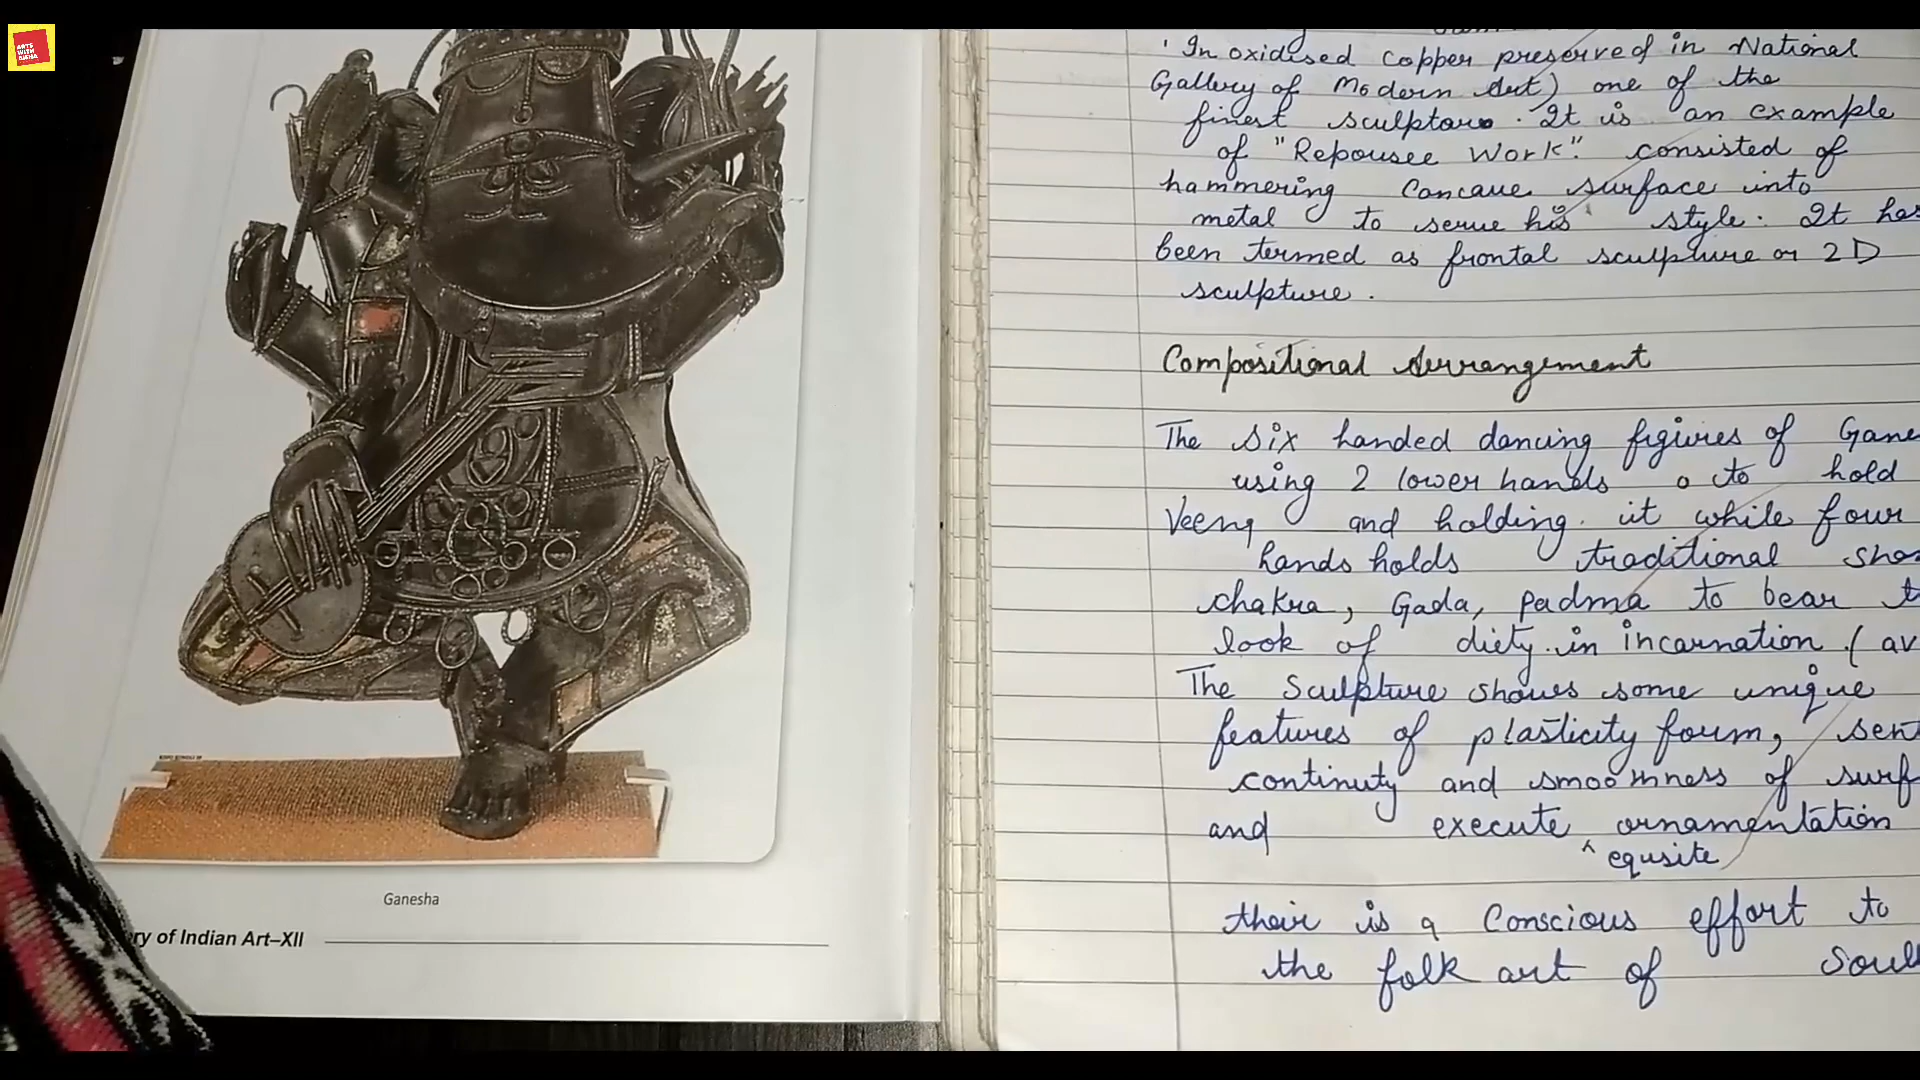 ARTS
WITH
Ganesha
ry of Indian Art–XII
'In oxidised copper preserved in National
Gallery of Modern Art) one of the
finest sculptors. It is an example
of "Repousee Work". consisted of
hammering Concave surface into
metal to serve his style. It has
been termed as frontal sculpture or 2D
sculpture.
Compositional Arrangement
The six handed dancing figures of Gane
using 2 lower hands o to hold
Veena and holding. it while four
hands holds traditional shan
chakra, Gada, padma to bear t
look of diety. in incarnation. (av
The Sculpture shows some unique
features of plasticity form, sent
continuty and smoothness of surf
and execute ornamentation
^ equsite
their is a Conscious effort to
the folk art of Sou